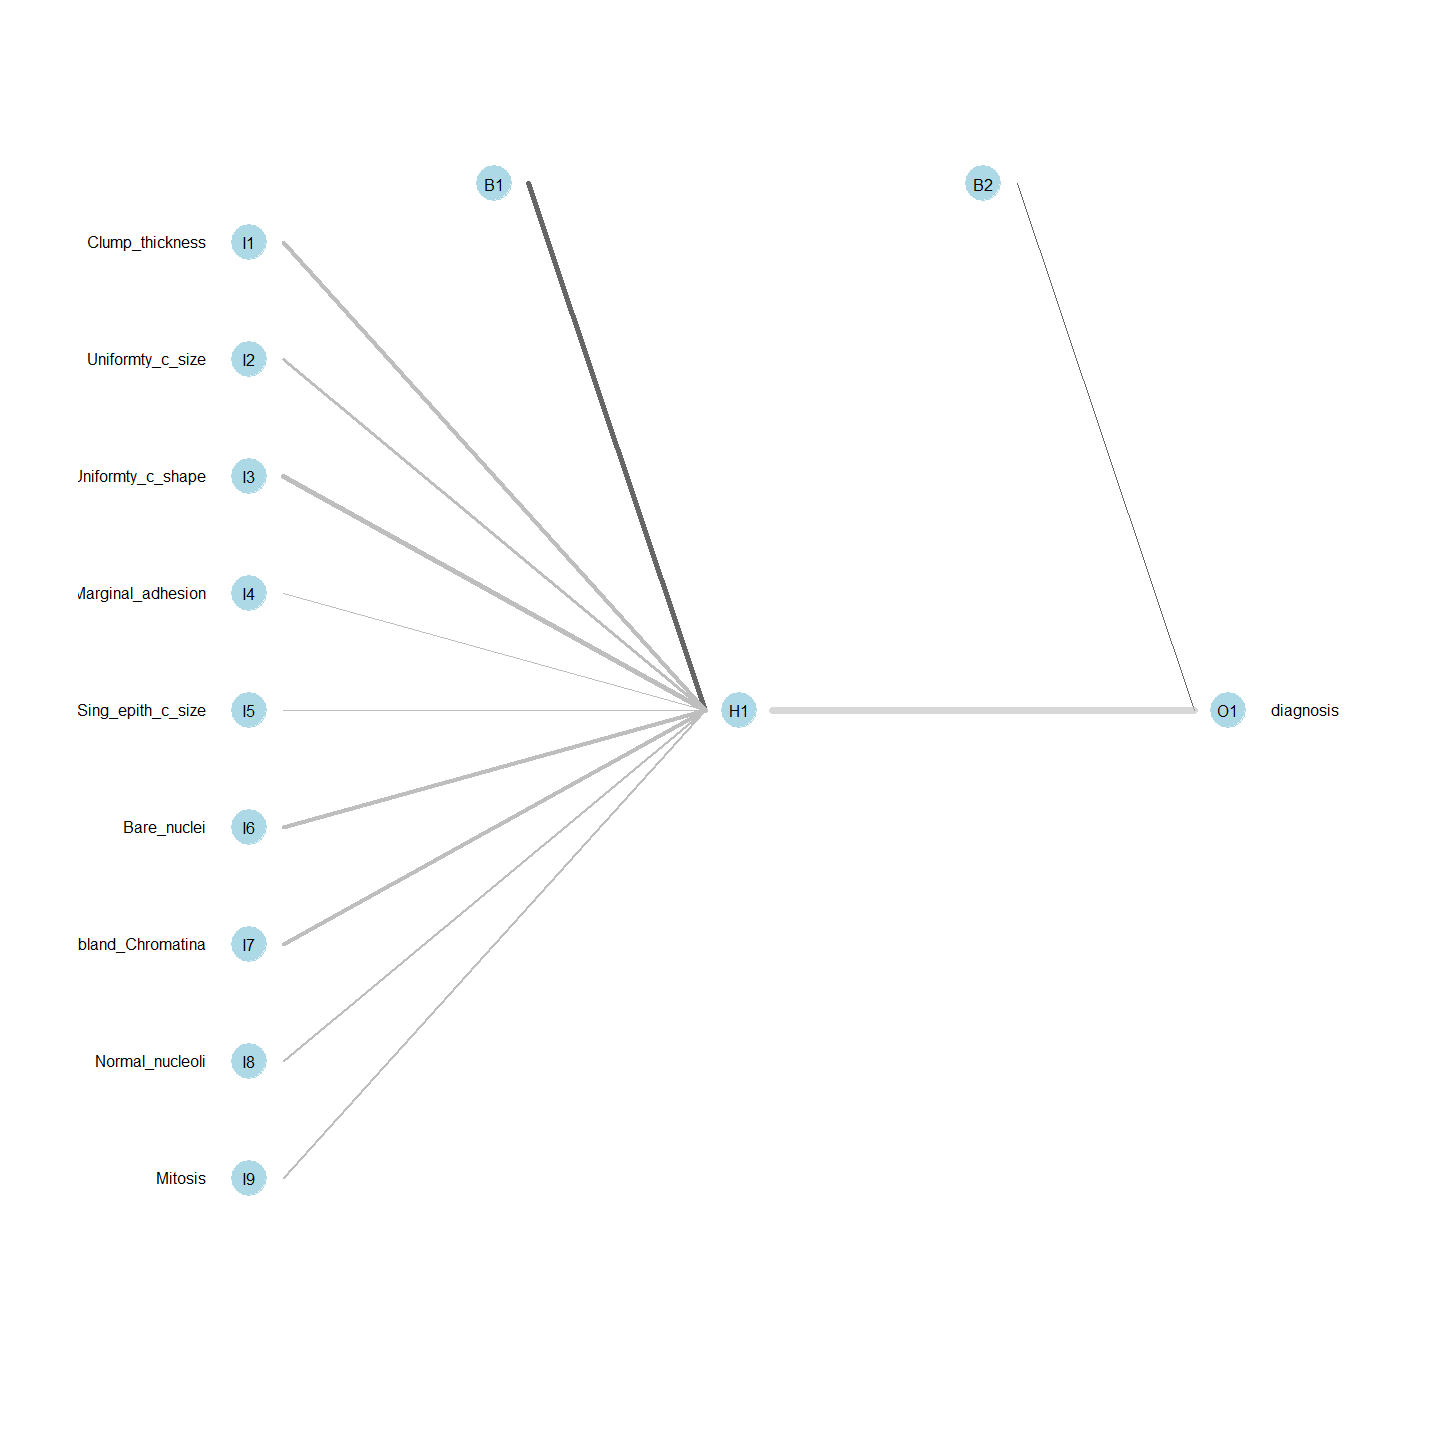 B1
B2
Clump_thickness I1
Uniformty_c_size I2
Uniformty_c_shape I3
Marginal_adhesion I4
Sing_epith_c_size I5
H1
O1
diagnosis
Bare_nuclei I6
bland_Chromatina I7
Normal_nucleoli I8
Mitosis I9